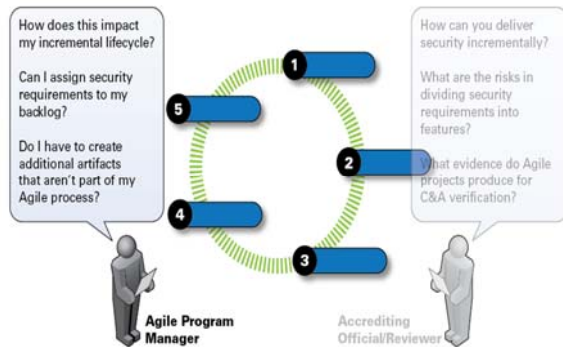 How does this impact
my incremental lifecycle?
Can I assign security
requirements to my
backlog?
Do I have to create
additional artifacts
that aren't part of my
Agile process?
How can you deliver
security incrementally?
What are the risks in
dividing security
requirements into
features?
What evidence do Agile
projects produce for
C&A verification?
1
5
2
4
3
Agile Program
Manager
Accrediting
Official/Reviewer